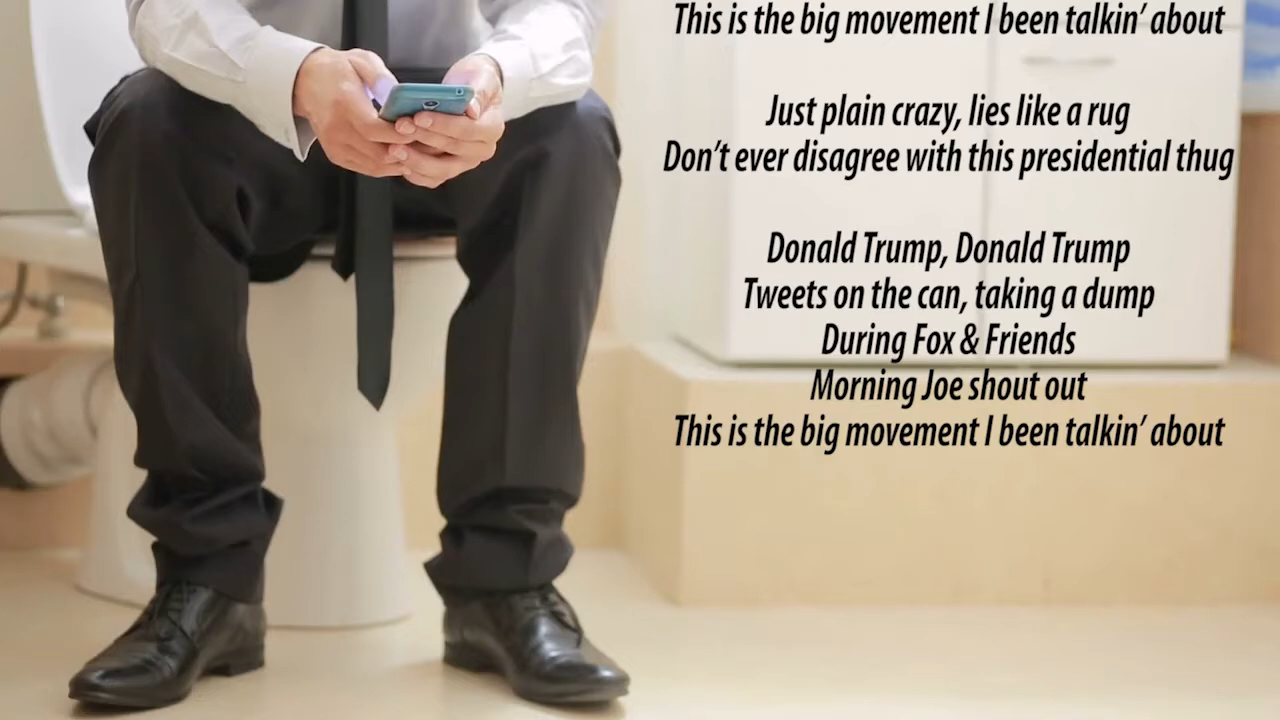 This is the big movement I been talkin’ about
Just plain crazy, lies like a rug
Don’t ever disagree with this presidential thug
Donald Trump, Donald Trump
Tweets on the can, taking a dump
During Fox & Friends
Morning Joe shout out
This is the big movement I been talkin’ about